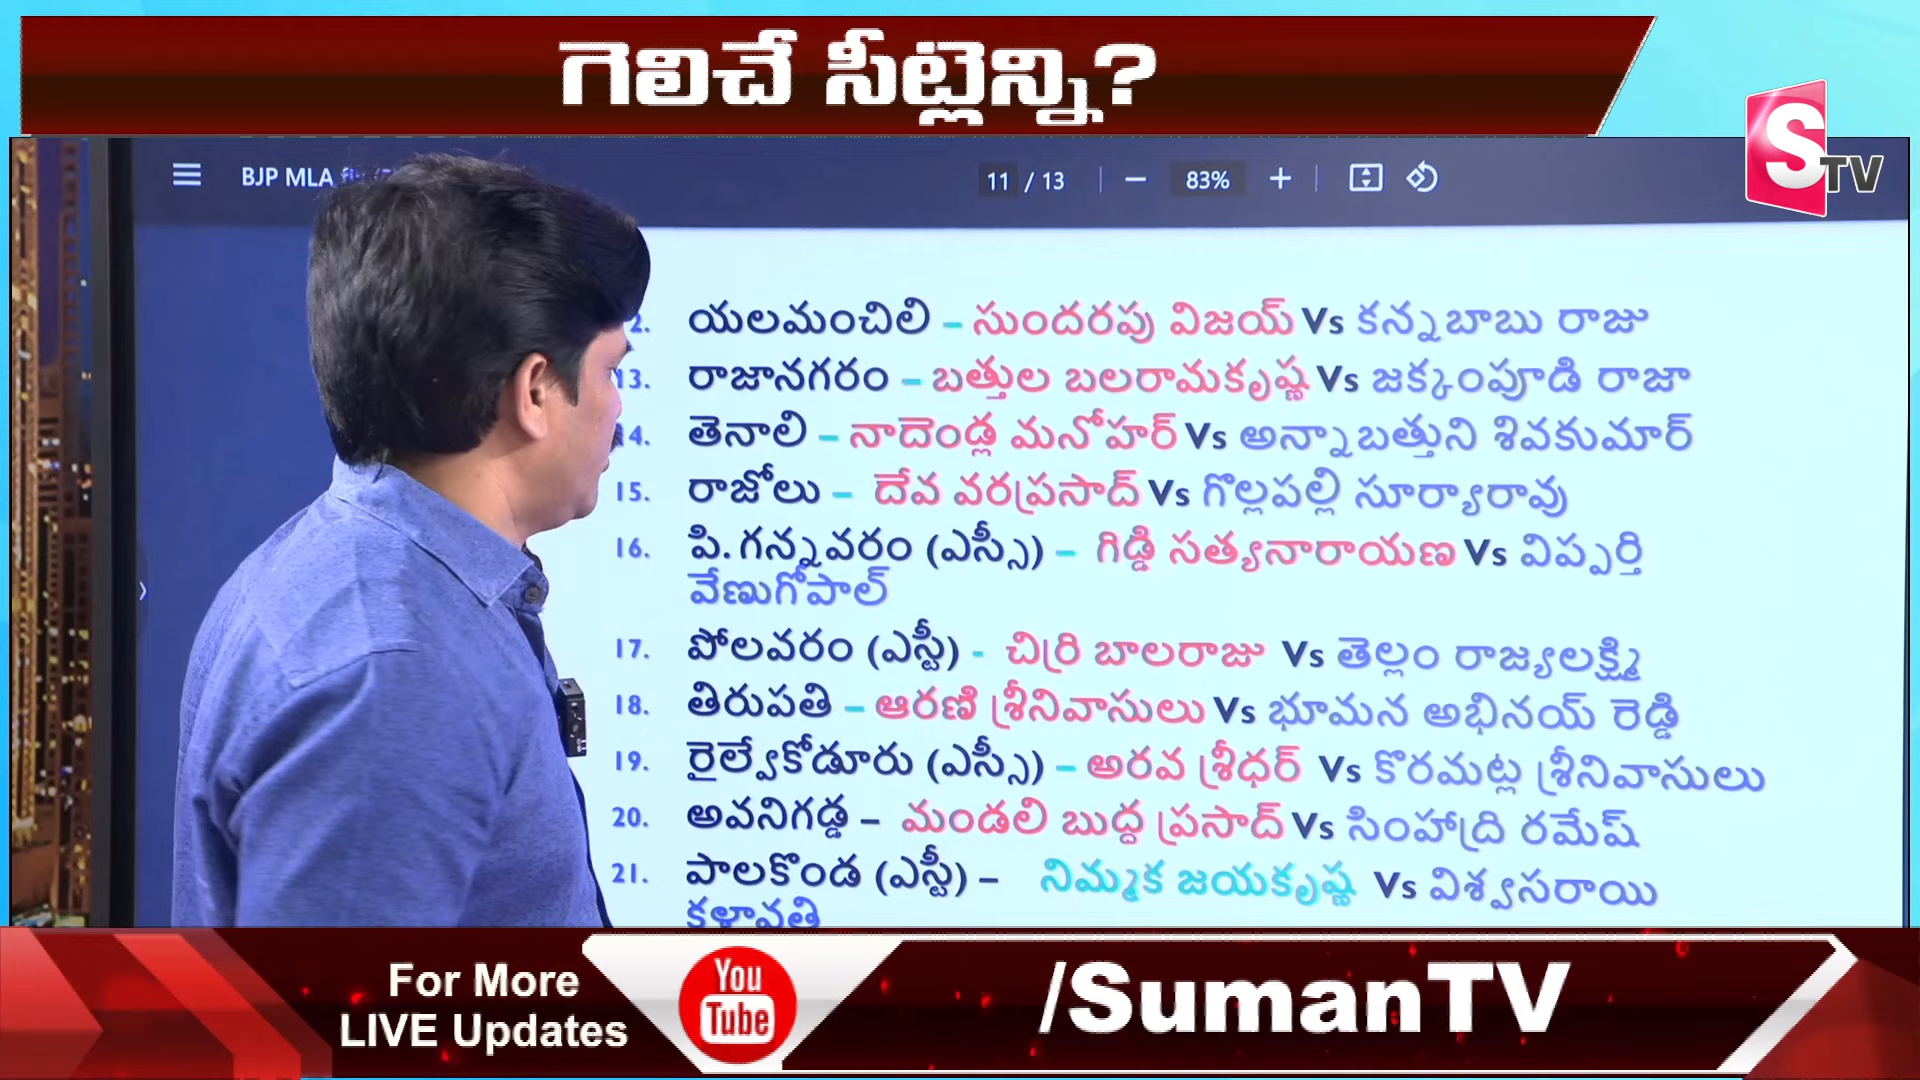 గెలిచే సీట్లెన్ని?
S TV
BJP MLA
11 / 13 — 83% +
2. యలమంచిలి – సుందరపు విజయ్ Vs కన్నబాబు రాజు
13. రాజానగరం – బత్తుల బలరామకృష్ణ Vs జక్కంపూడి రాజా
14. తెనాలి – నాదెండ్ల మనోహర్ Vs అన్నాబత్తుని శివకుమార్
15. రాజోలు – దేవ వరప్రసాద్ Vs గొల్లపల్లి సూర్యారావు
16. పి.గన్నవరం (ఎస్సీ) – గిడ్డి సత్యనారాయణ Vs విప్పర్తి
వేణుగోపాల్
17. పోలవరం (ఎస్టీ) - చిర్రి బాలరాజు Vs తెల్లం రాజ్యలక్ష్మి
18. తిరుపతి – ఆరణి శ్రీనివాసులు Vs భూమన అభినయ్ రెడ్డి
19. రైల్వేకోడూరు (ఎస్సీ) – అరవ శ్రీధర్ Vs కొరమట్ల శ్రీనివాసులు
20. అవనిగడ్డ – మండలి బుద్ధ ప్రసాద్ Vs సింహాద్రి రమేష్
21. పాలకొండ (ఎస్టీ) – నిమ్మక జయకృష్ణ Vs విశ్వసరాయి
కళావతి
For More
LIVE Updates
You
Tube
/SumanTV